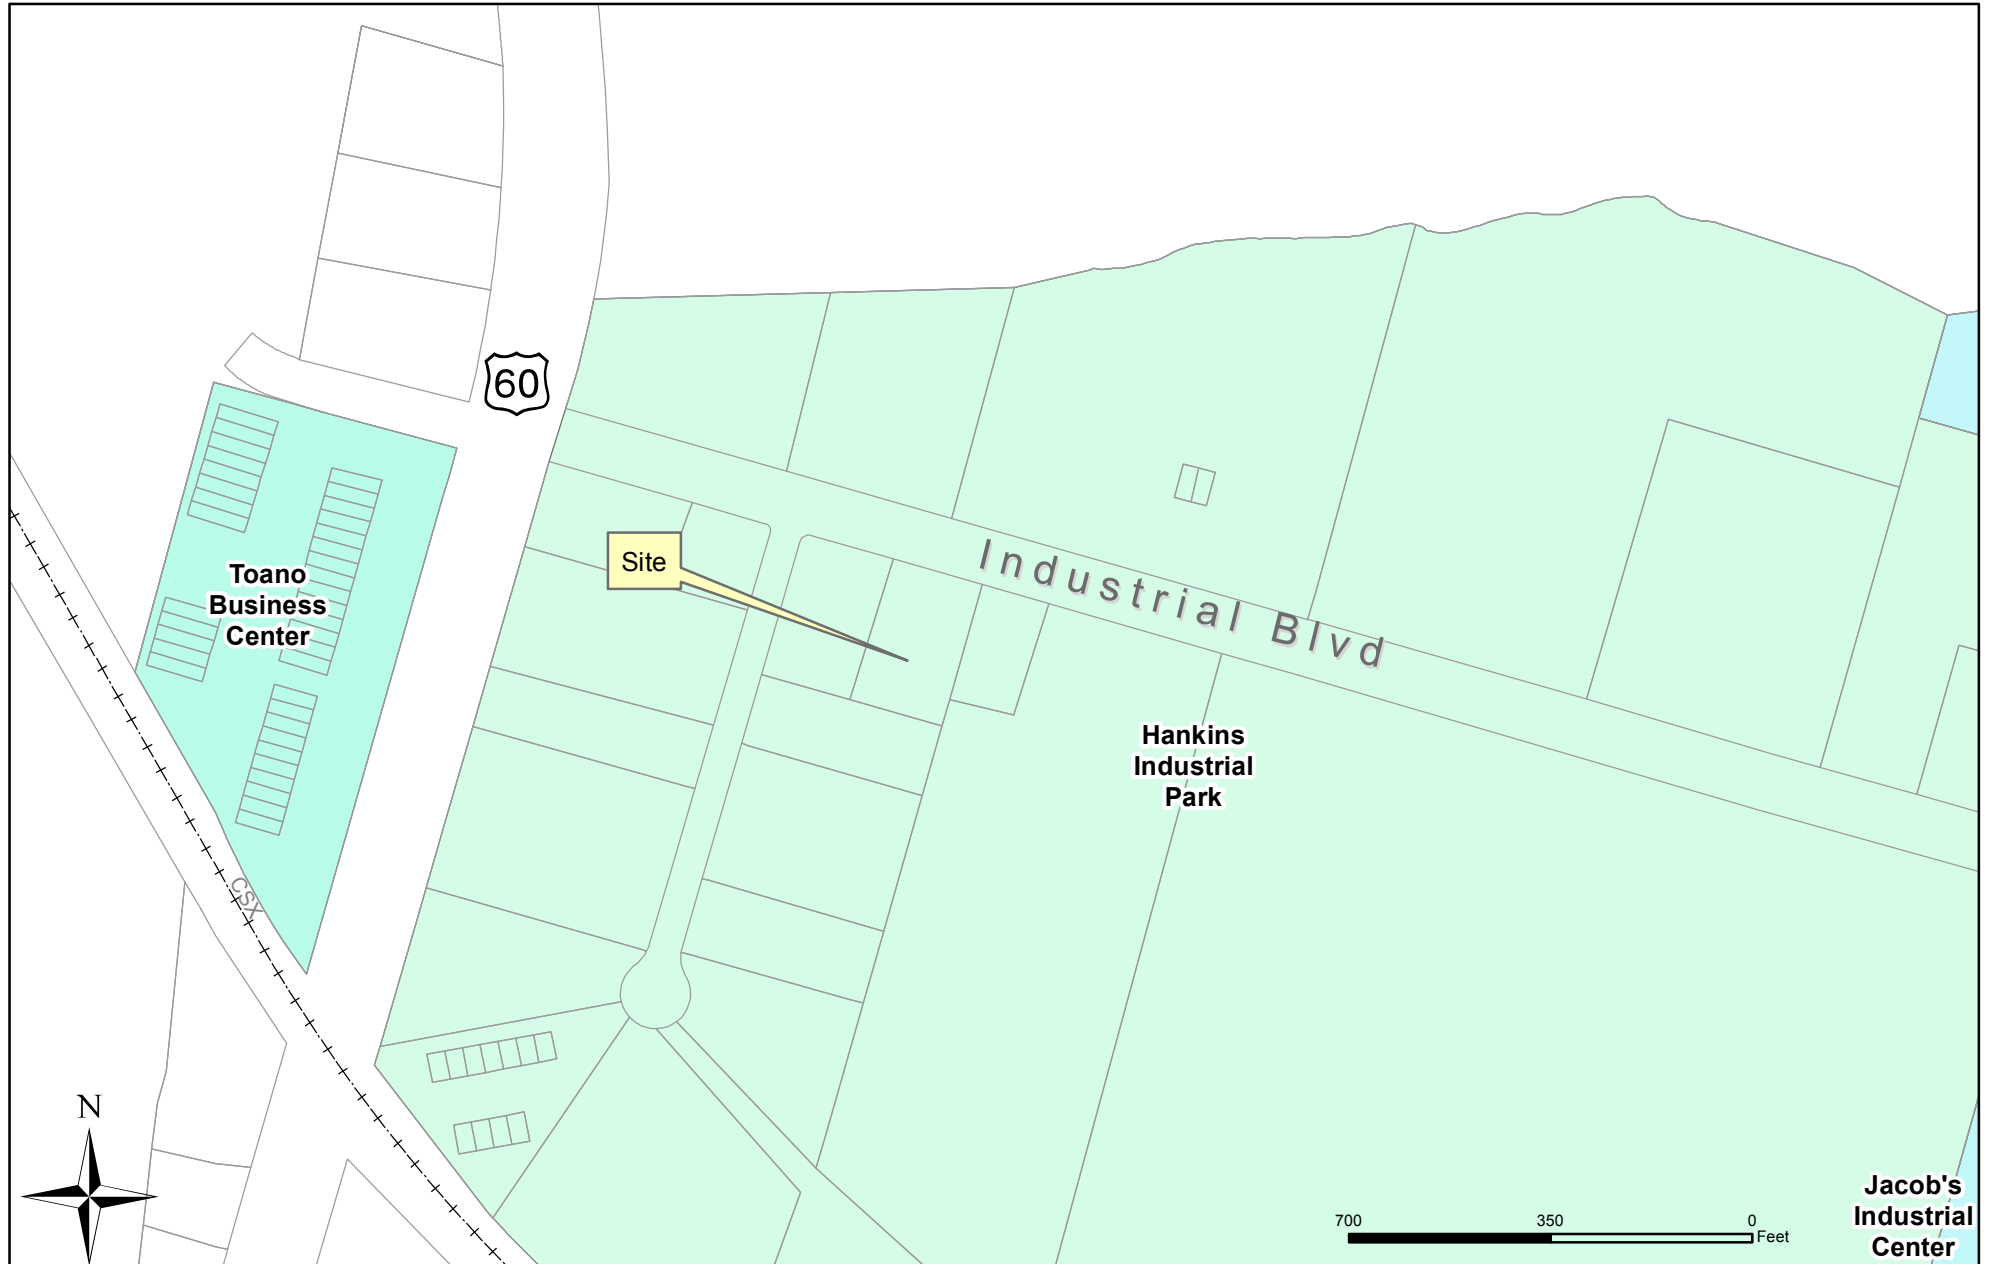 60
Site
Industrial Blvd
Toano
Business
Center
Hankins
Industrial
Park
CSX
N
Jacob's
Industrial
Center
700 350 0
Feet